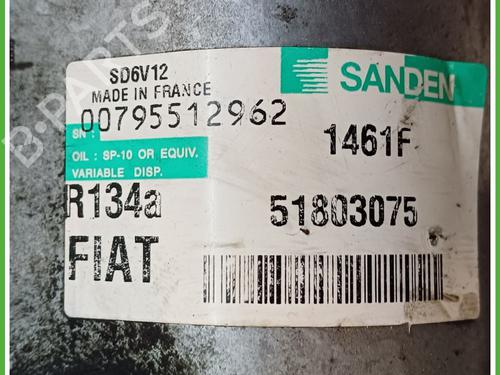 SD6V12
MADE IN FRANCE
SANDEN
00795512962
SN :
1461F
OIL : SP-10 OR EQUIV.
VARIABLE DISP.
R134a
51803075
FIAT
B-PARTS